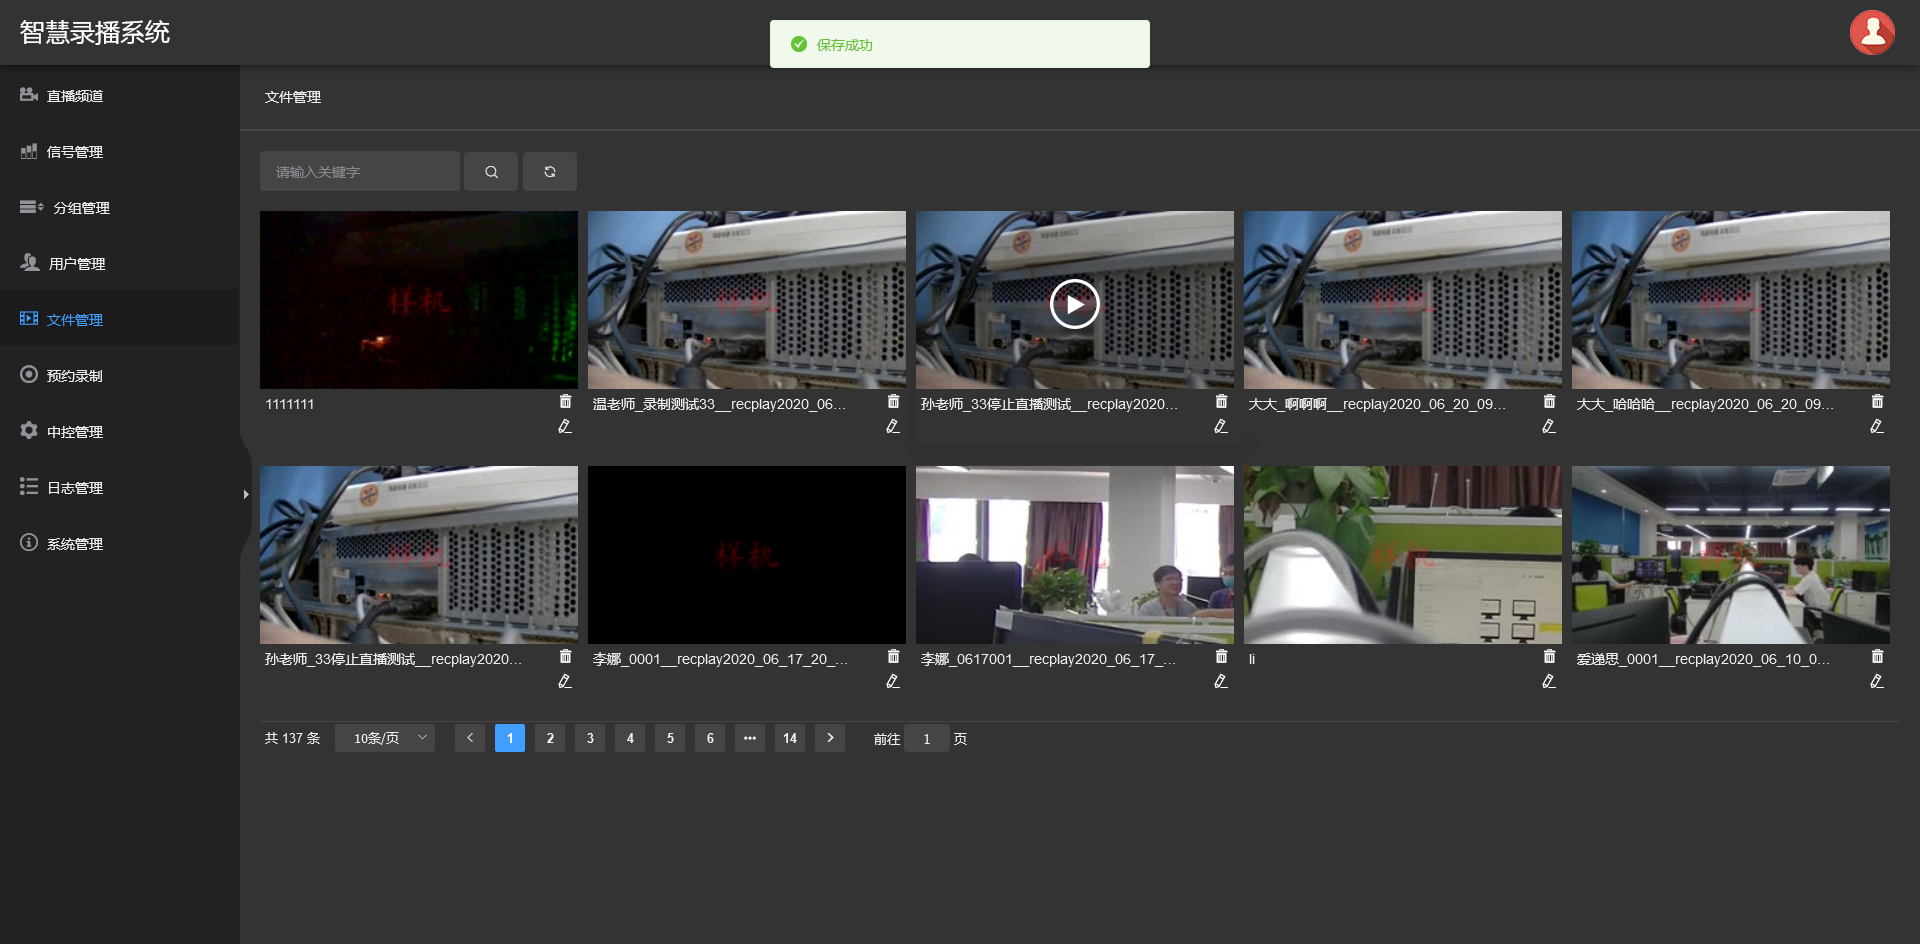 智慧录播系统
保存成功
直播频道
信号管理
分组管理
用户管理
文件管理
预约录制
中控管理
日志管理
系统管理
文件管理
请输入关键字
样机
样机
样机
样机
样机
1111111
温老师_录制测试33__recplay2020_06...
孙老师_33停止直播测试__recplay2020...
大大_啊啊啊__recplay2020_06_20_09...
大大_哈哈哈__recplay2020_06_20_09...
样机
样机
样机
样机
样机
孙老师_33停止直播测试__recplay2020...
李娜_0001__recplay2020_06_17_20_...
李娜_0617001__recplay2020_06_17_...
li
爱递思_0001__recplay2020_06_10_0...
共 137 条
10条/页
1
2
3
4
5
6
14
前往 1 页